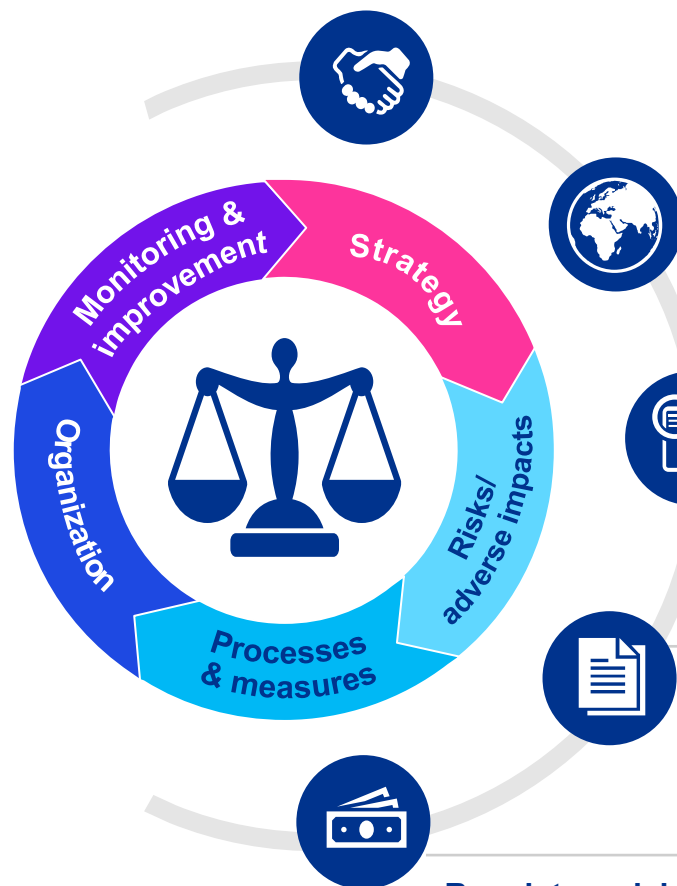 Monitoring &
improvement
Strategy
Risks/
adverse impacts
Processes
& measures
Organization